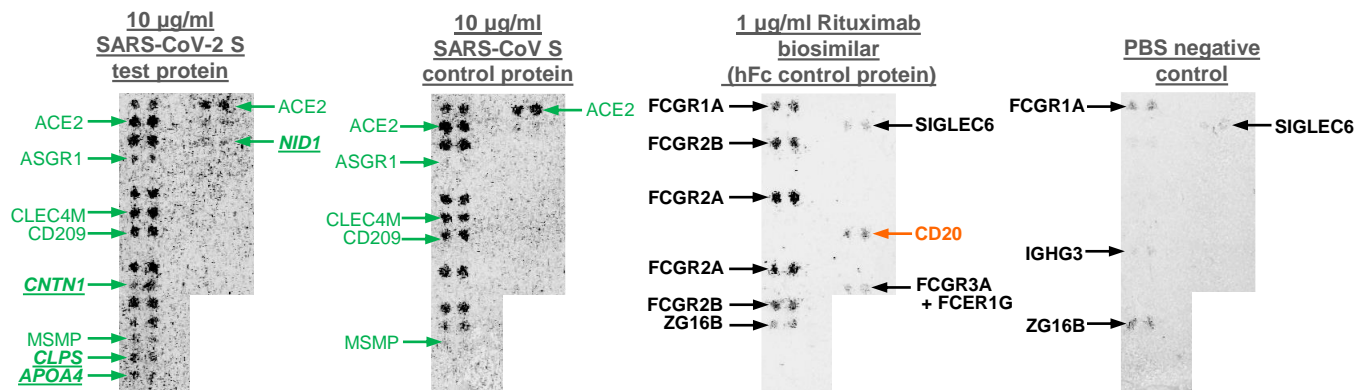 10 µg/ml
SARS-CoV-2 S
test protein
ACE2
ACE2
NID1
ASGR1
CLEC4M
CD209
CNTN1
MSMP
CLPS
APOA4
10 µg/ml
SARS-CoV S
control protein
ACE2
ACE2
ASGR1
CLEC4M
CD209
MSMP
1 µg/ml Rituximab
biosimilar
(hFc control protein)
FCGR1A
SIGLEC6
FCGR2B
FCGR2A
CD20
FCGR2A
FCGR3A
+ FCER1G
FCGR2B
ZG16B
PBS negative
control
FCGR1A
SIGLEC6
IGHG3
ZG16B